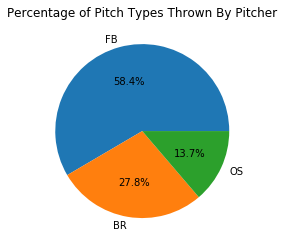 Percentage of Pitch Types Thrown By Pitcher
FB
58.4%
13.7%
OS
27.8%
BR